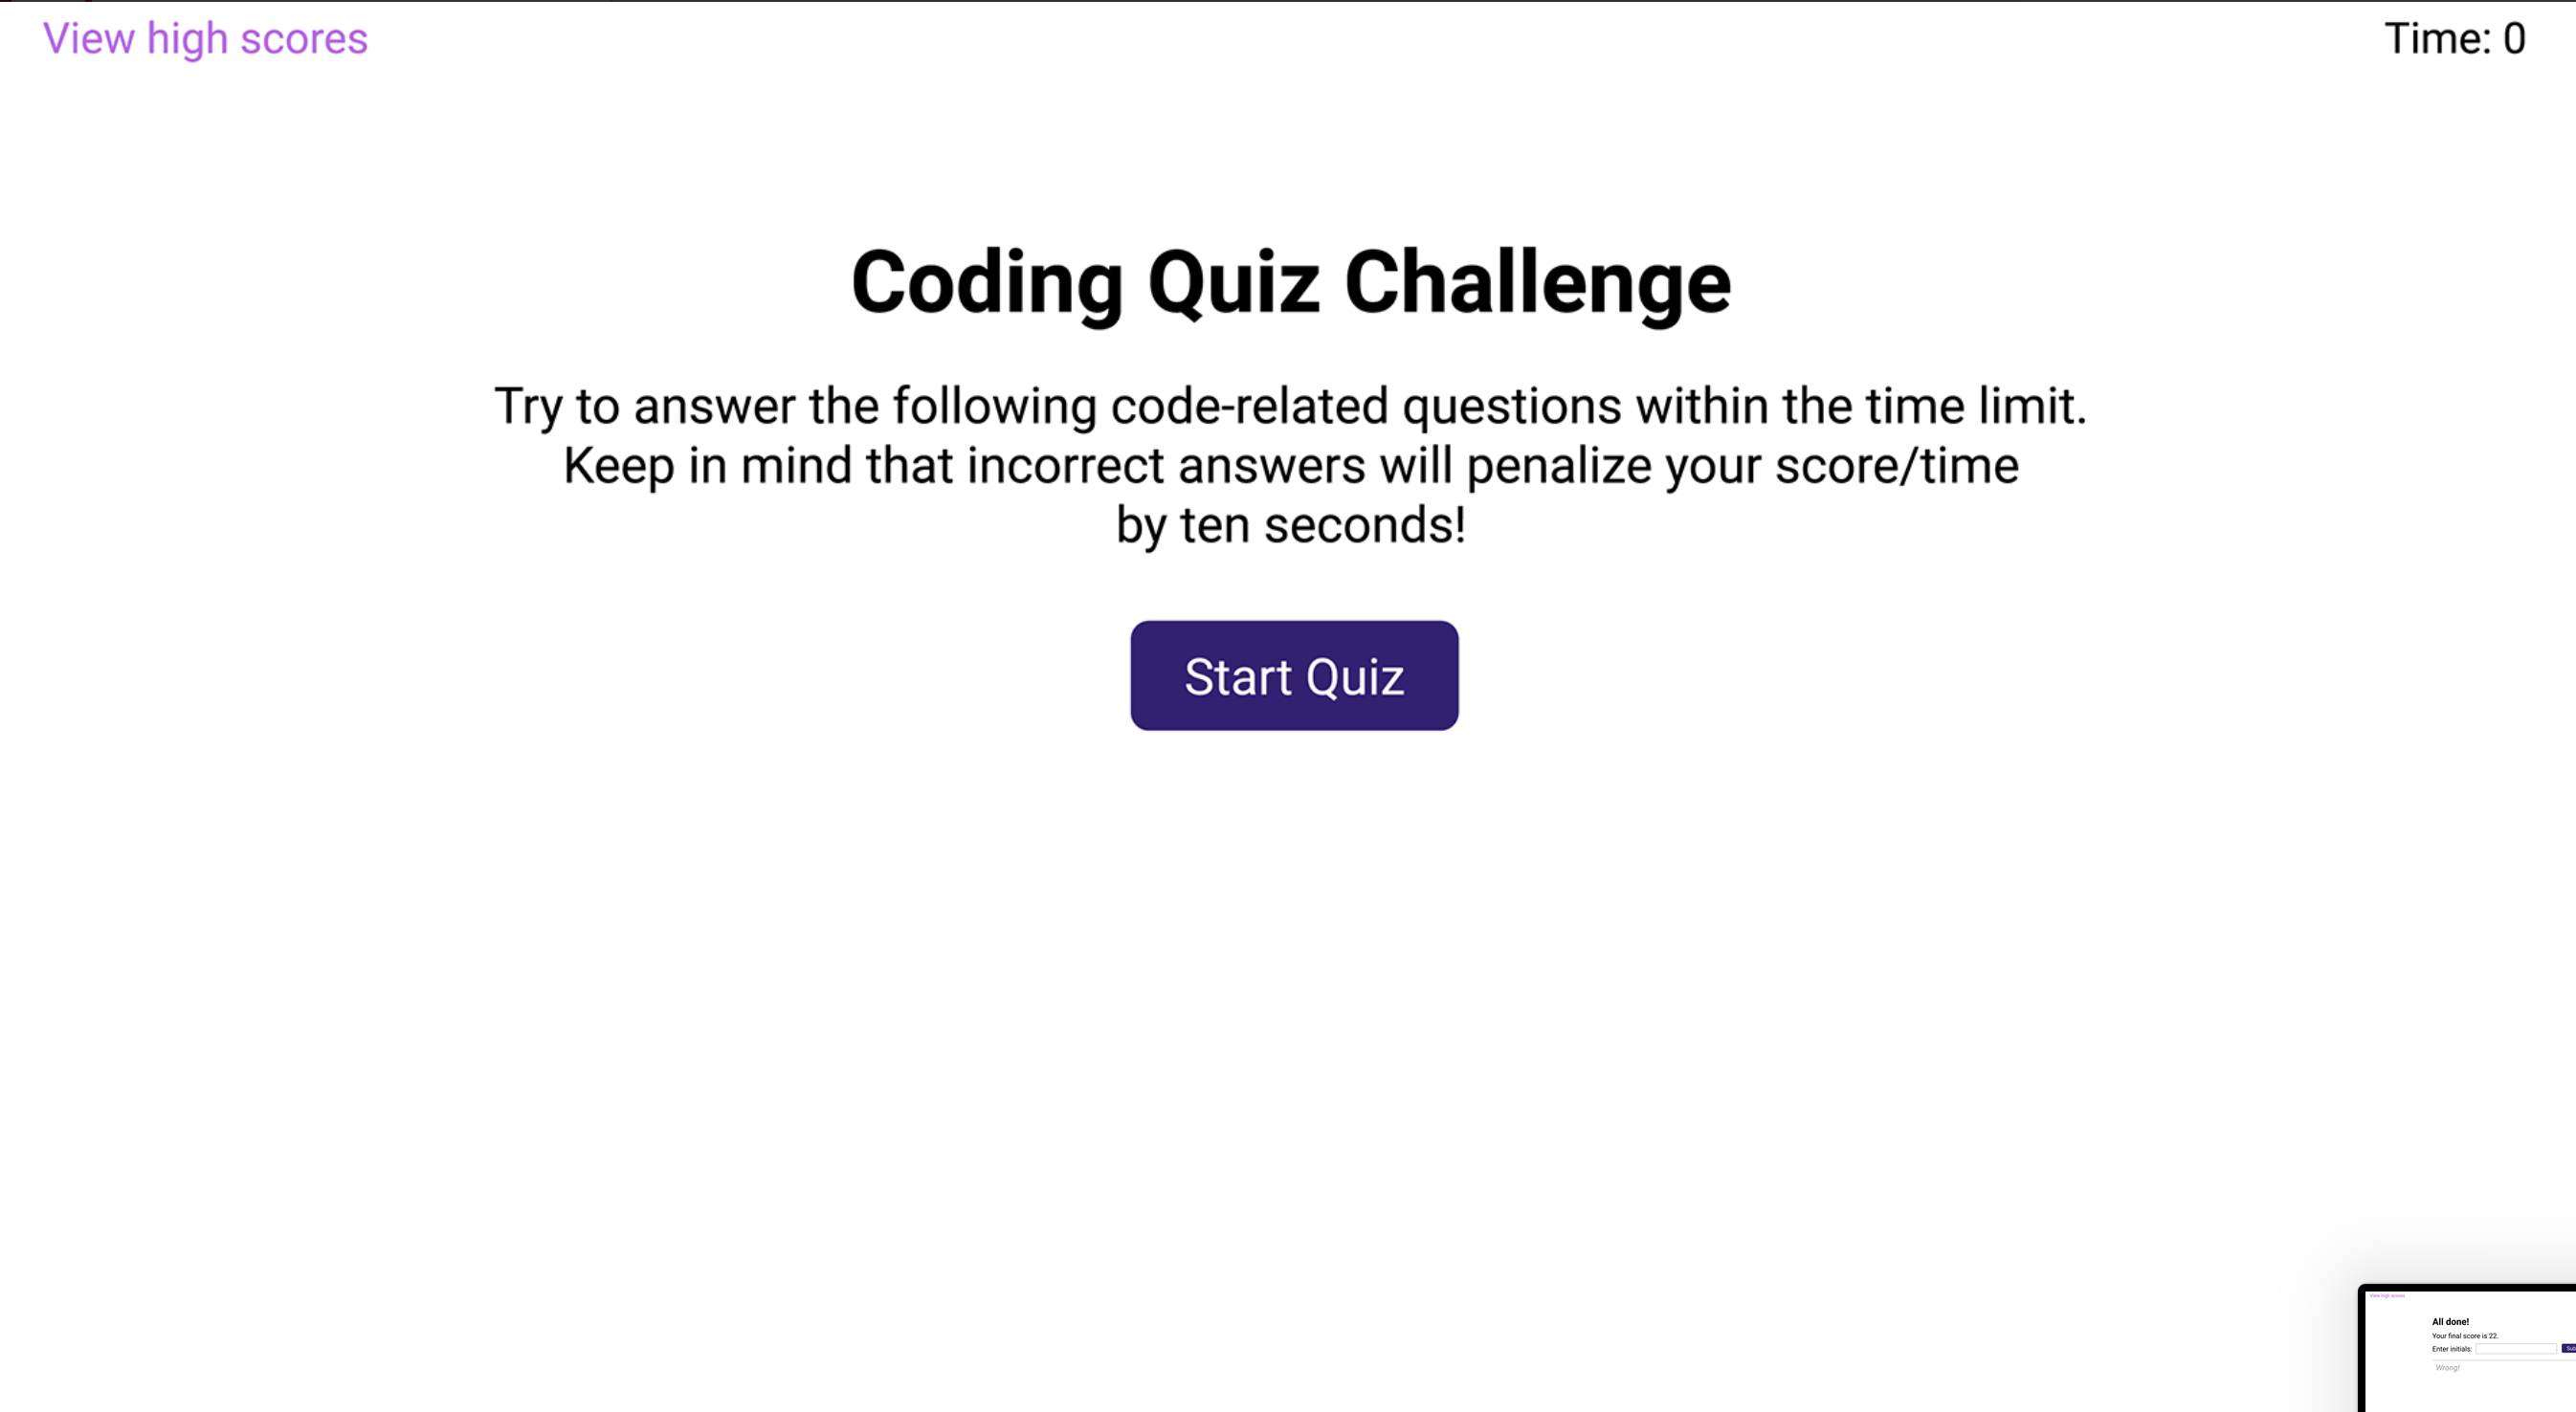 View high scores
Time: 0
Coding Quiz Challenge
Try to answer the following code-related questions within the time limit.
Keep in mind that incorrect answers will penalize your score/time
by ten seconds!
Start Quiz
View high scores
All done!
Your final score is 22.
Enter initials:
Sub
Wrong!